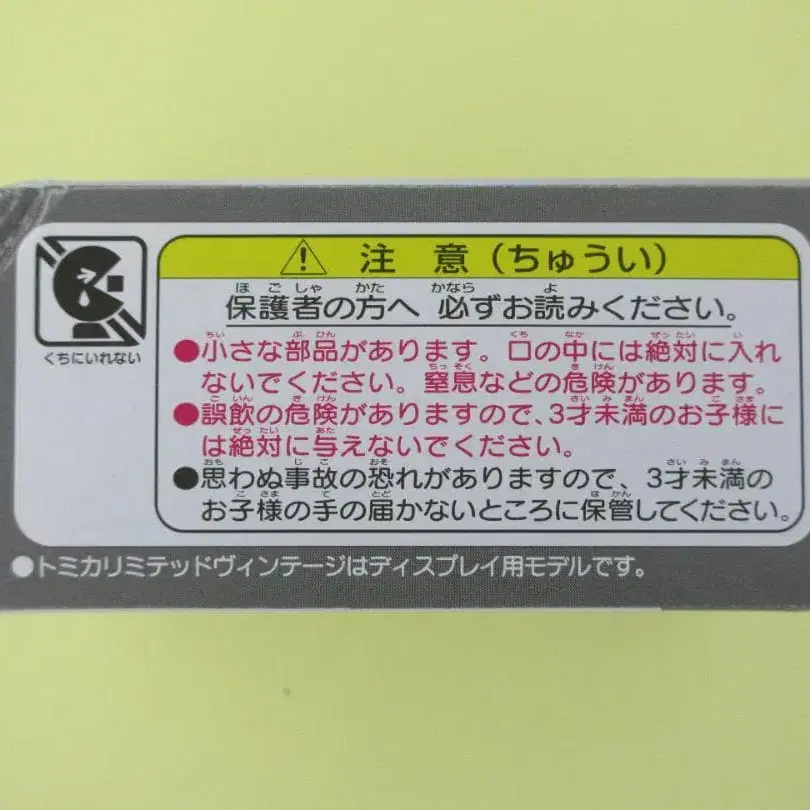 注 意（ちゅうい）
保護者の方へ 必ずお読みください。
●小さな部品があります。口の中には絶対に入れ
ないでください。窒息などの危険があります。
●誤飲の危険がありますので、3才未満のお子様に
は絶対に与えないでください。
●思わぬ事故の恐れがありますので、3才未満の
お子様の手の届かないところに保管してください。
くちにいれない
●トミカリミテッドヴィンテージはディスプレイ用モデルです。